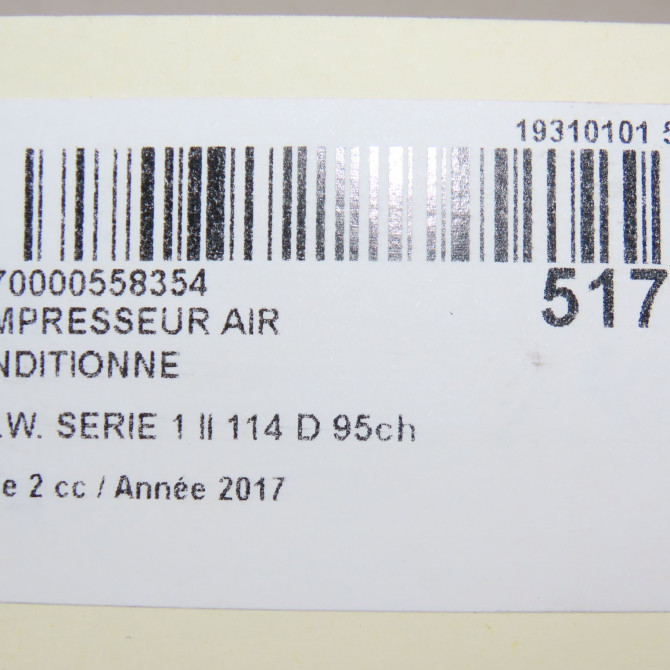 19310101 5
70000558354
517
MPRESSEUR AIR
NDITIONNE
.W. SERIE 1 II 114 D 95ch
e 2 cc / Année 2017